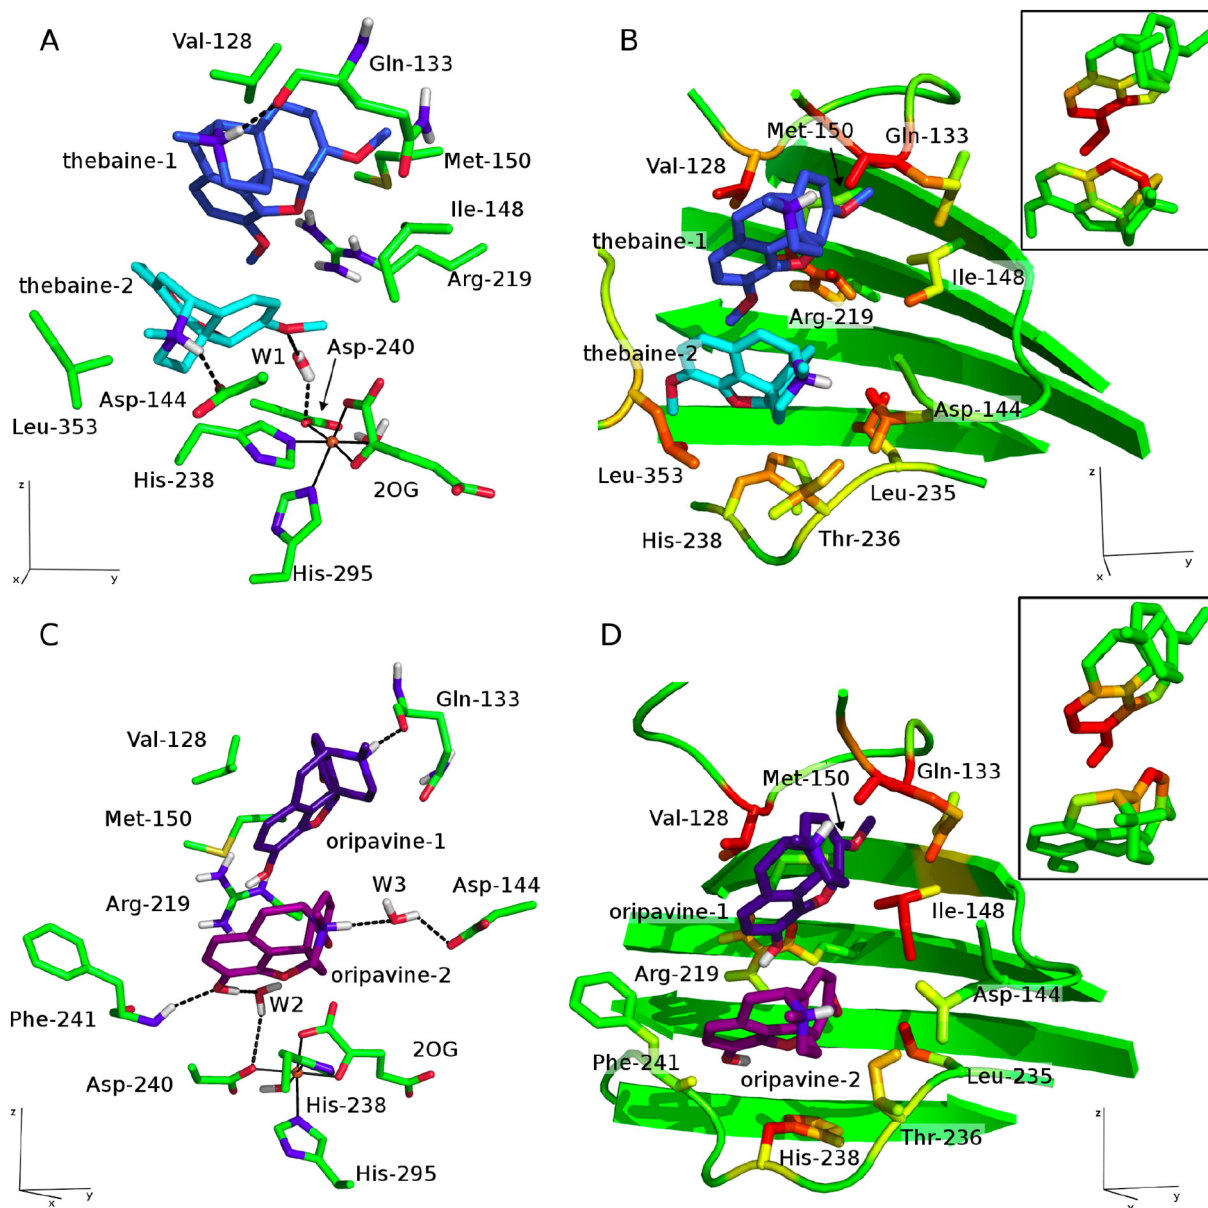 A
Val-128
Gln-133
thebaine-1
Met-150
Ile-148
Arg-219
thebaine-2
W1
Asp-240
Asp-144
Leu-353
His-238
2OG
His-295
z
x
y
B
Met-150
Gln-133
Val-128
thebaine-1
Ile-148
Arg-219
thebaine-2
Asp-144
Leu-353
Leu-235
His-238
Thr-236
z
x
y
C
Gln-133
Val-128
Met-150
oripavine-1
W3
Asp-144
Arg-219
oripavine-2
Phe-241
W2
2OG
Asp-240
His-238
His-295
z
x
y
D
Met-150
Gln-133
Val-128
oripavine-1
Ile-148
Arg-219
Asp-144
Phe-241
oripavine-2
Leu-235
Thr-236
His-238
z
y